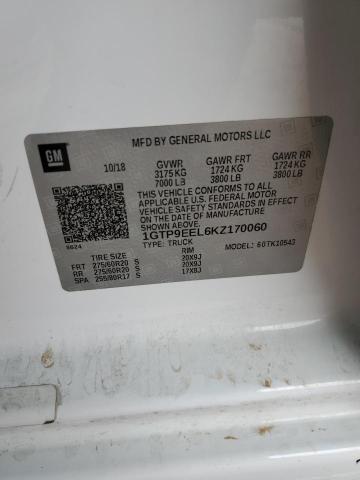 MFD BY GENERAL MOTORS LLC
GM
10/18 GVWR GAWR FRT GAWR RR
3175 KG 1724 KG 1724 KG
7000 LB 3800 LB 3800 LB
THIS VEHICLE CONFORMS TO ALL
APPLICABLE U.S. FEDERAL MOTOR
VEHICLE SAFETY STANDARDS IN
EFFECT ON THE DATE OF MANUFACTURE
SHOWN ABOVE
1GTP9EEL6KZ170060
TYPE: TRUCK MODEL: 60TK10543
8624
TIRE SIZE RIM
FRT 275/60R20 S 20X9J
RR 275/60R20 S 20X9J
SPA 255/80R17 S 17X8J